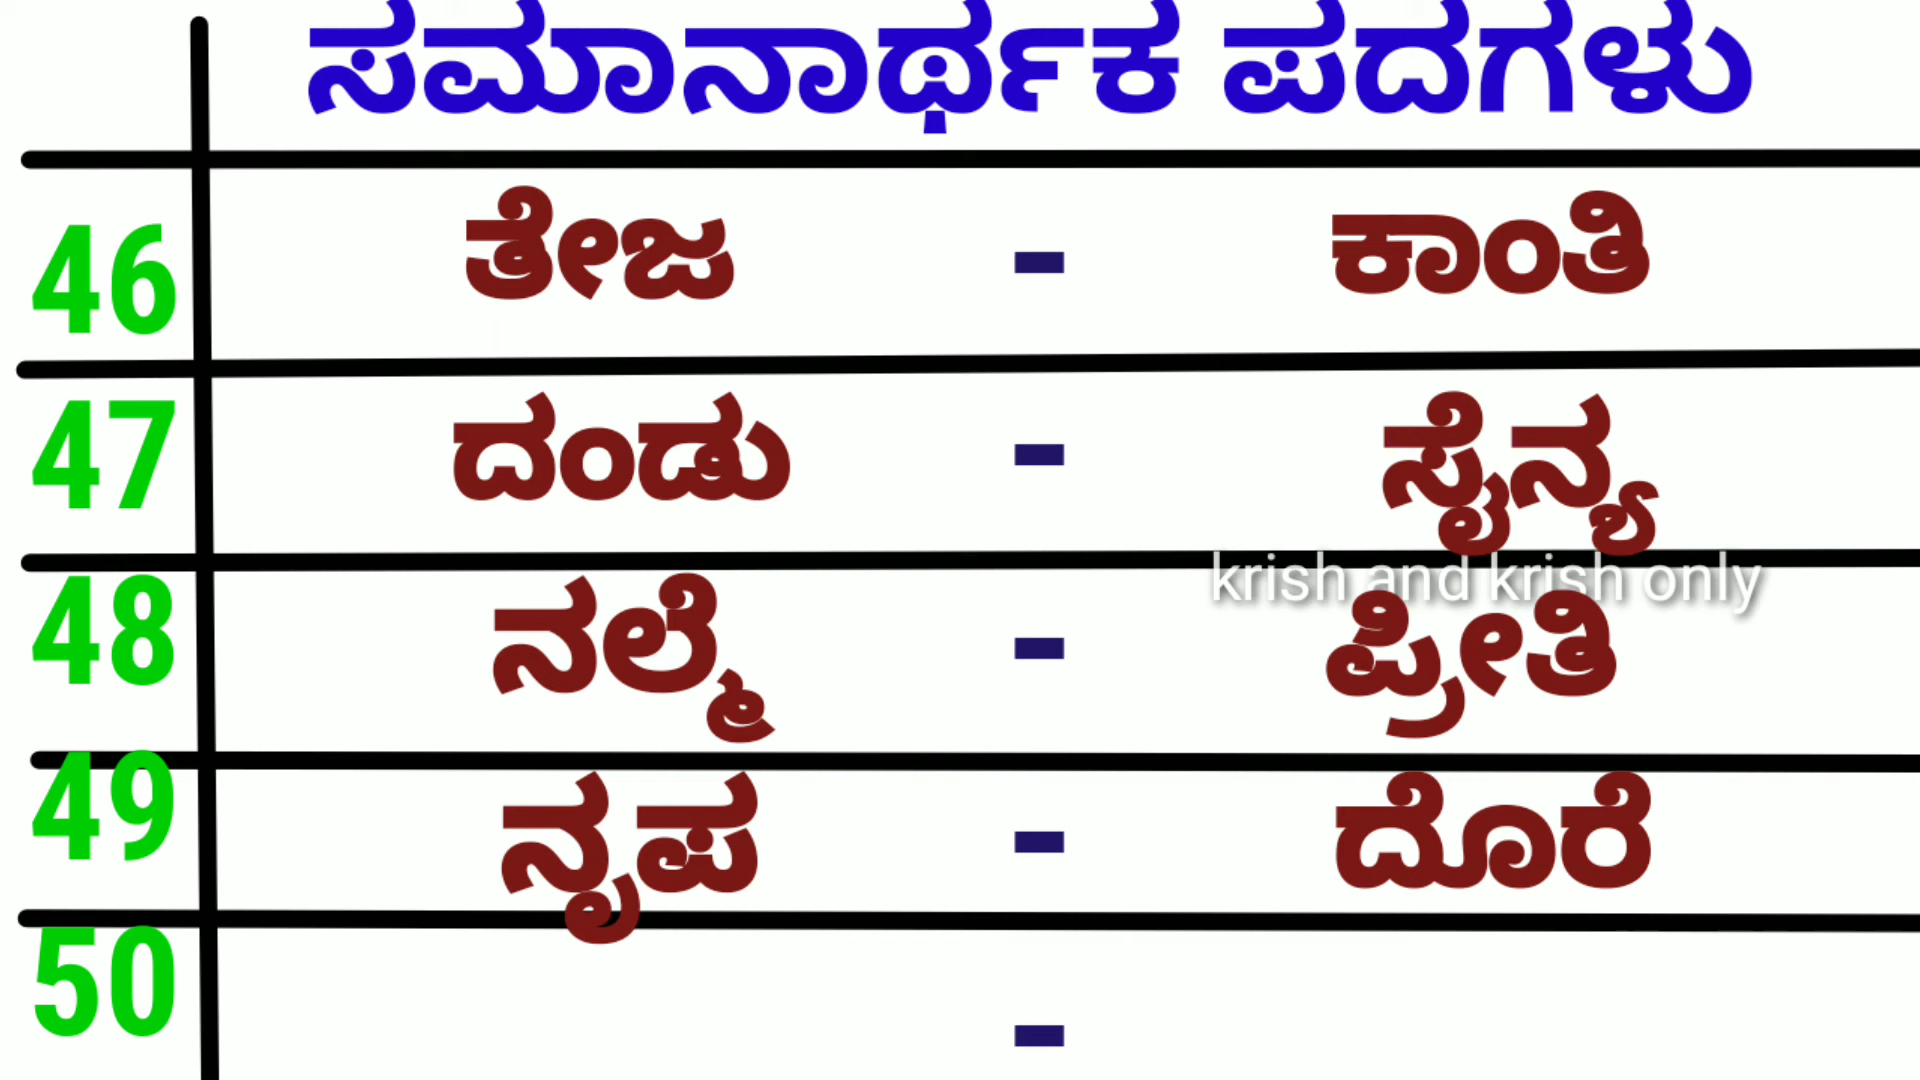 ಸಮಾನಾರ್ಥಕ ಪದಗಳು
46 ತೇಜ - ಕಾಂತಿ
47 ದಂಡು - ಸೈನ್ಯ
krish and krish only
48 ನಲ್ಮೆ - ಪ್ರೀತಿ
49 ನೃಪ - ದೊರೆ
50 -